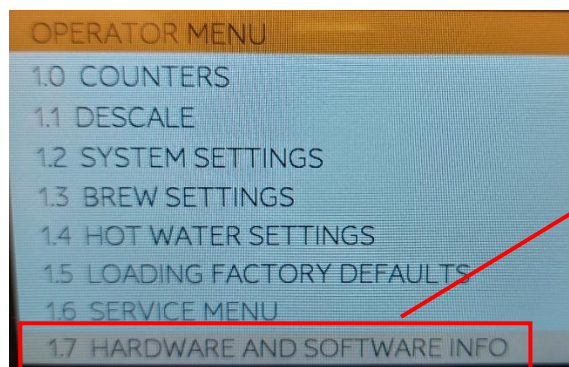 OPERATOR MENU
1.0 COUNTERS
1.1 DESCALE
1.2 SYSTEM SETTINGS
1.3 BREW SETTINGS
1.4 HOT WATER SETTINGS
1.5 LOADING FACTORY DEFAULTS
1.6 SERVICE MENU
1.7 HARDWARE AND SOFTWARE INFO